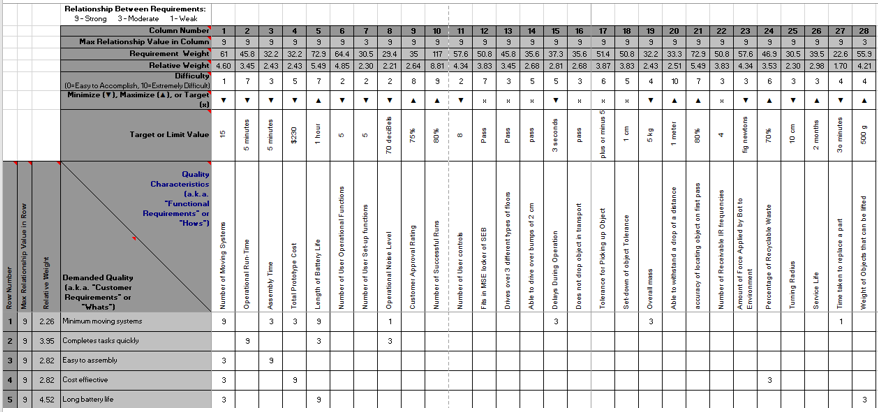 Relationship Between Requirements:
9 - Strong 3 - Moderate 1 - Weak
Column Number 1 2 3 4 5 6 7 8 9 10 11 12 13 14 15 16 17 18 19 20 21 22 23 24 25 26 27 28
Max Relationship Value in Column 9 9 9 9 9 9 3 9 9 9 9 9 9 9 9 9 9 9 9 9 9 9 9 9 9 9 9 3
Requirement Weight 61 45.8 32.2 32.2 72.9 64.4 30.5 29.4 35 117 57.6 50.8 45.8 35.6 37.3 35.6 51.4 50.8 32.2 33.3 72.9 50.8 57.6 46.9 30.5 39.5 22.6 55.9
Relative Weight 4.60 3.45 2.43 2.43 5.49 4.85 2.30 2.21 2.64 8.81 4.34 3.83 3.45 2.68 2.81 2.68 3.87 3.83 2.43 2.51 5.49 3.83 4.34 3.53 2.30 2.98 1.70 4.21
Difficulty
(0=Easy to Accomplish, 10=Extremely Difficult) 1 7 3 5 7 2 2 2 8 9 2 7 3 5 5 3 6 5 4 10 7 3 3 6 3 3 4 4
Minimize (▼), Maximize (▲), or Target (x)
Target or Limit Value 15 5 minutes 5 minutes $230 1 hour 5 5 70 deciBels 75% 80% 8 Pass Pass pass 3 seconds pass plus or minus 5 1 cm 5 kg 1 meter 80% 4 fig newtons 70% 10 cm 2 months 3o minutes 500 g
Quality
Characteristics
(a.k.a.
"Functional
Requirements" or
"Hows")
Demanded Quality
(a.k.a. "Customer
Requirements" or
"Whats")
Row Number
Max Relationship Value in Row
Relative Weight
Number of Moving Systems
Operational Run-Time
Assembly Time
Total Prototype Cost
Length of Battery Life
Number of User Operational Functions
Number of User Set-up functions
Operational Noise Level
Customer Approval Rating
Number of Successful Runs
Number of User controls
Fits in MSE locker of SEB
Drives over 3 different types of floors
Able to drive over bumps of 2 cm
Delays During Operation
Does not drop object in transport
Tolerance for Picking up Object
Set-down of object Tolerance
Overall mass
Able to withstand a drop of a distance
accuracy of locating object on first pass
Number of Receivable IR frequencies
Amount of Force Applied by Bot to Environment
Percentage of Recyclable Waste
Turning Radius
Service Life
Time taken to replace a part
Weight of Objects that can be lifted
1 9 2.26 Minimum moving systems 9 3 3 9 1 3 3 1
2 9 3.95 Completes tasks quickly 9 3 3
3 9 2.82 Easy to assembly 3 9
4 9 2.82 Cost effiective 3 9 3
5 9 4.52 Long battery life 3 9 3